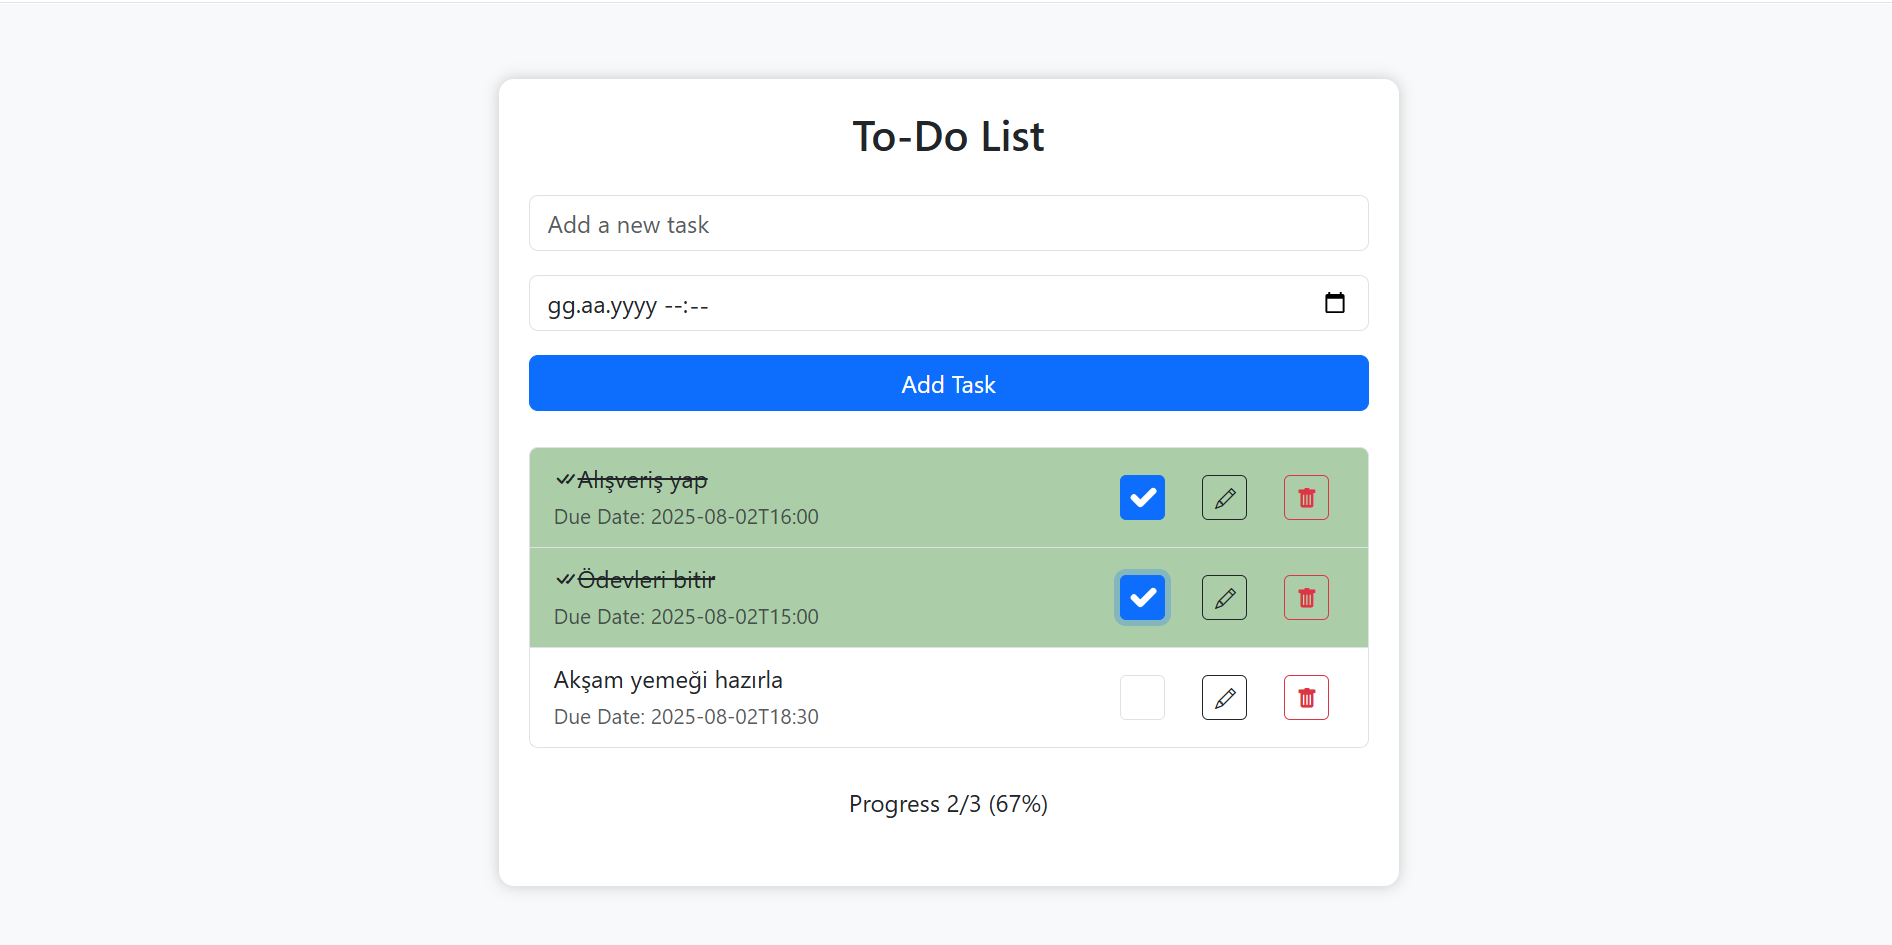 To-Do List
Add a new task
gg.aa.yyyy --:--
Add Task
Alışveriş yap
Due Date: 2025-08-02T16:00
Ödevleri bitir
Due Date: 2025-08-02T15:00
Akşam yemeği hazırla
Due Date: 2025-08-02T18:30
Progress 2/3 (67%)